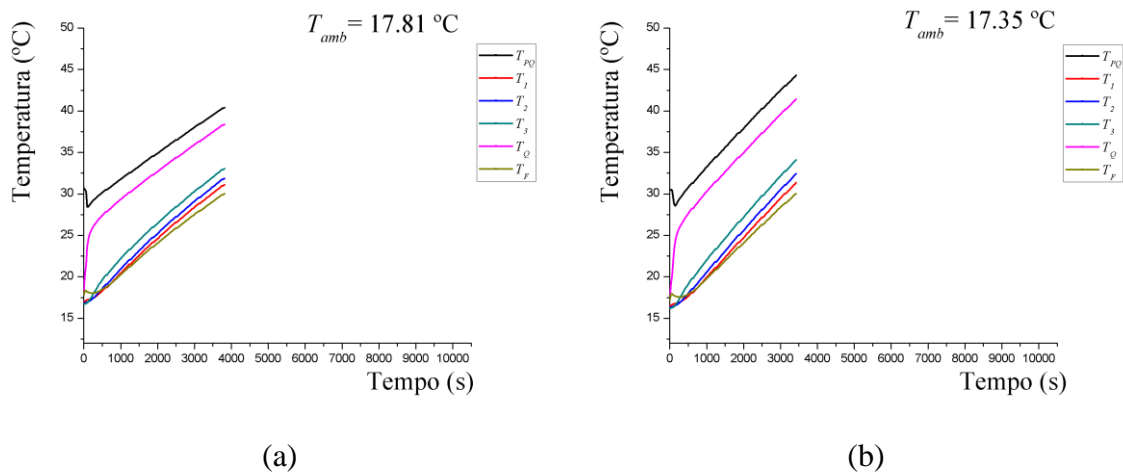 T_amb = 17.81 ºC
Temperatura (ºC)
50
45
40
35
30
25
20
15
0 1000 2000 3000 4000 5000 6000 7000 8000 9000 10000
Tempo (s)
T_PQ
T_1
T_2
T_3
T_Q
T_F
(a)
T_amb = 17.35 ºC
Temperatura (ºC)
50
45
40
35
30
25
20
15
0 1000 2000 3000 4000 5000 6000 7000 8000 9000 10000
Tempo (s)
T_PQ
T_1
T_2
T_3
T_Q
T_F
(b)